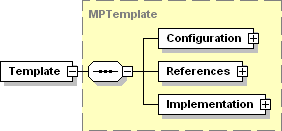 MPTemplate
Configuration
Template
References
Implementation